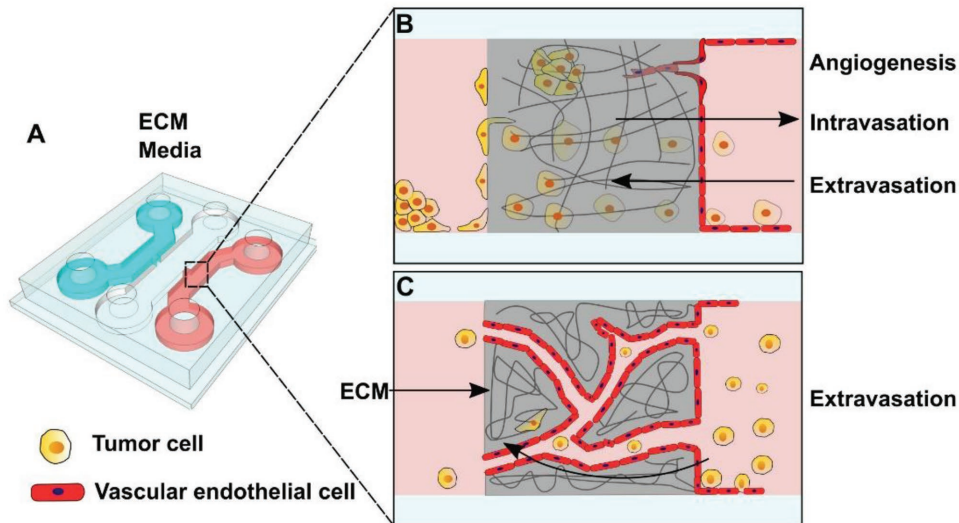 A
ECM
Media
B
Angiogenesis
Intravasation
Extravasation
C
ECM
Extravasation
Tumor cell
Vascular endothelial cell